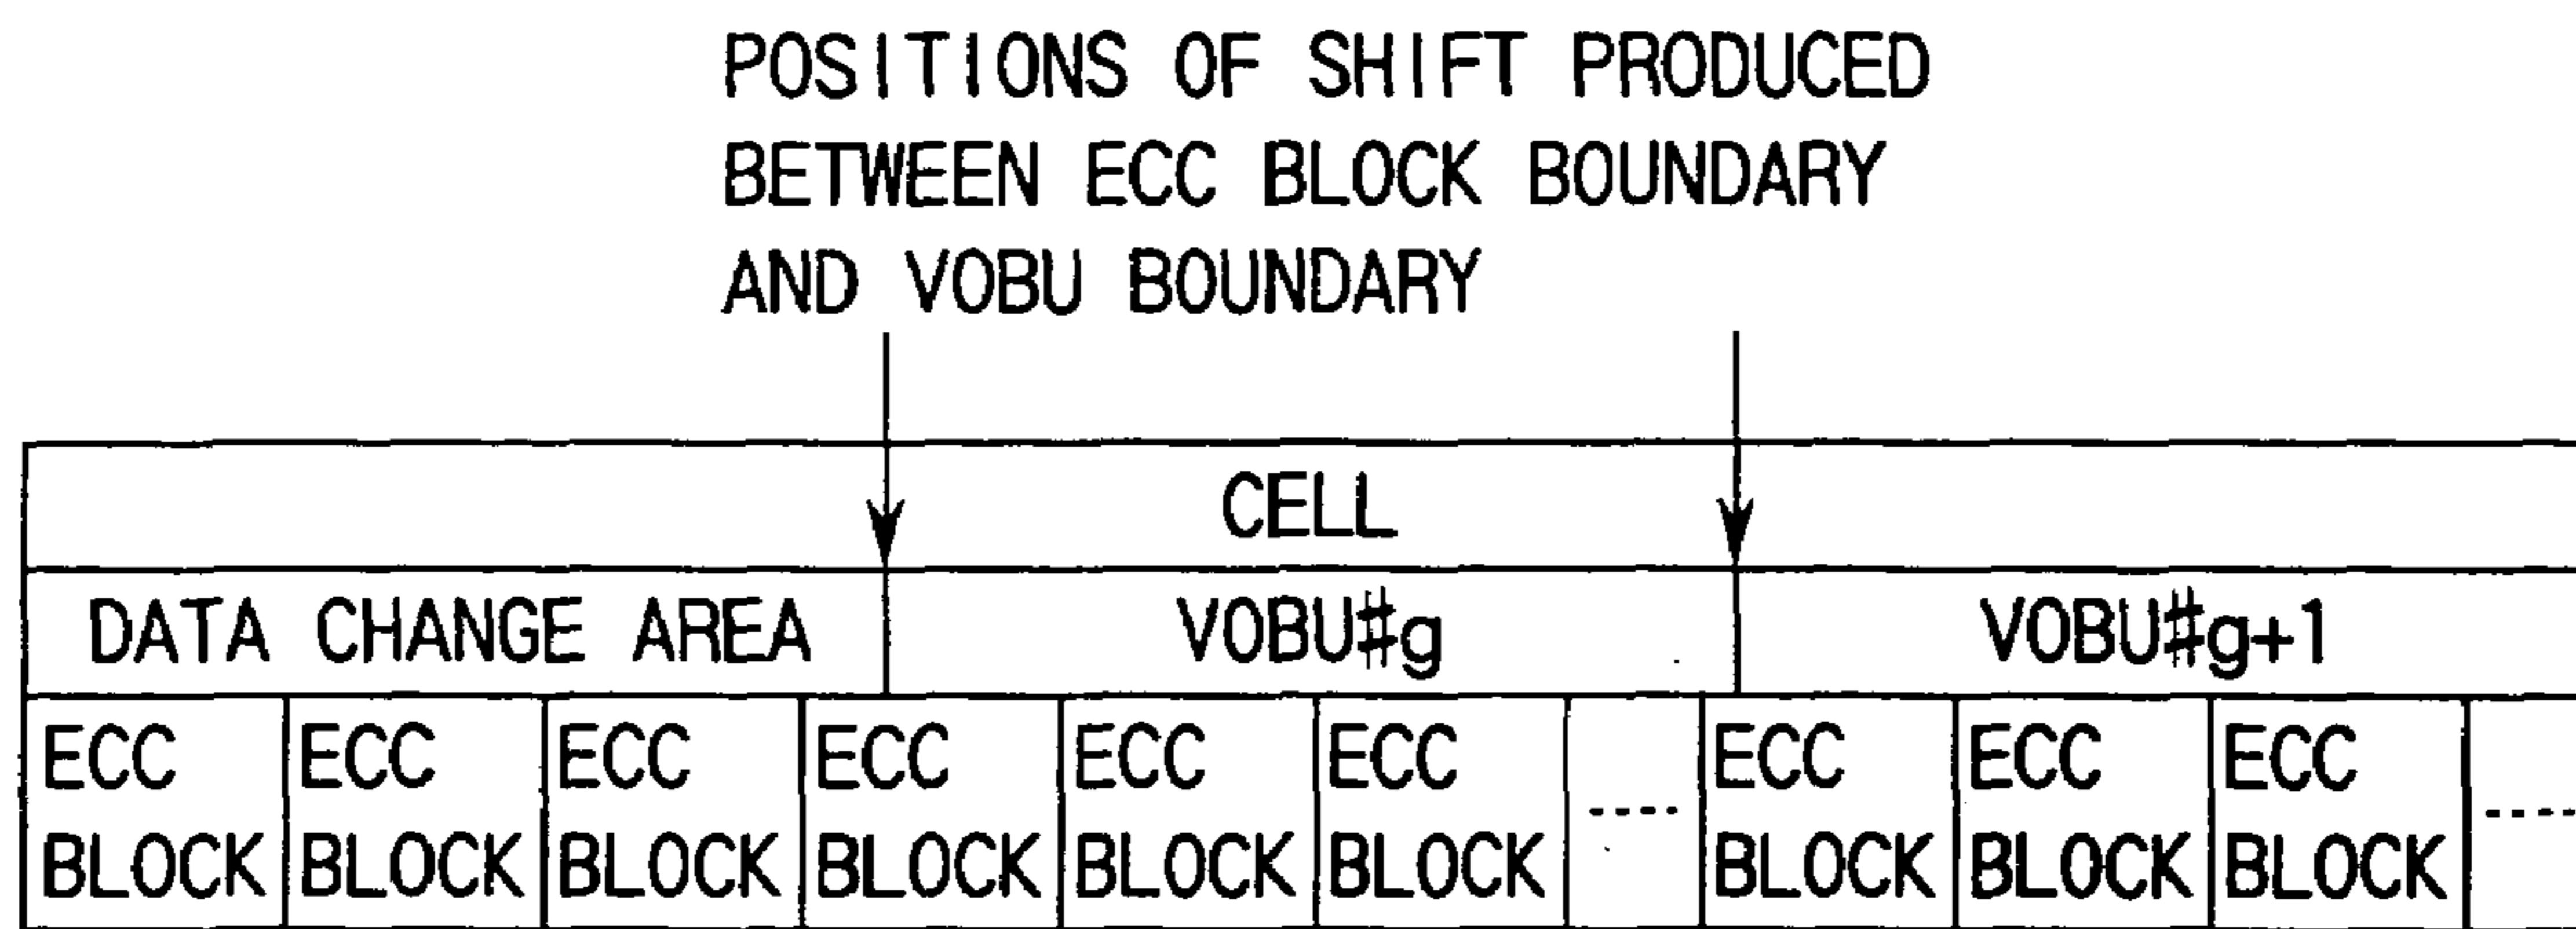 POSITIONS OF SHIFT PRODUCED
BETWEEN ECC BLOCK BOUNDARY
AND VOBU BOUNDARY
CELL
DATA CHANGE AREA VOBU#g VOBU#g+1
ECC ECC ECC ECC ECC ECC ECC ECC ECC
BLOCK BLOCK BLOCK BLOCK BLOCK BLOCK BLOCK BLOCK BLOCK